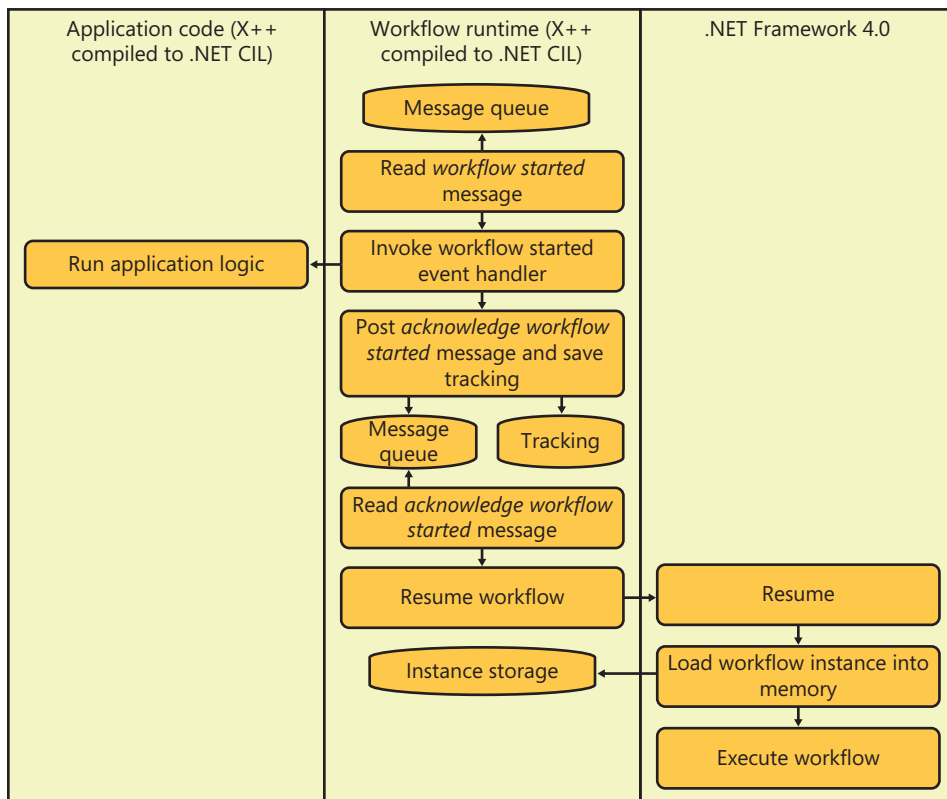 Application code (X++
compiled to .NET CIL)
Workflow runtime (X++
compiled to .NET CIL)
.NET Framework 4.0
Message queue
Read workflow started
message
Run application logic
Invoke workflow started
event handler
Post acknowledge workflow
started message and save
tracking
Message
queue
Tracking
Read acknowledge workflow
started message
Resume workflow
Resume
Instance storage
Load workflow instance into
memory
Execute workflow